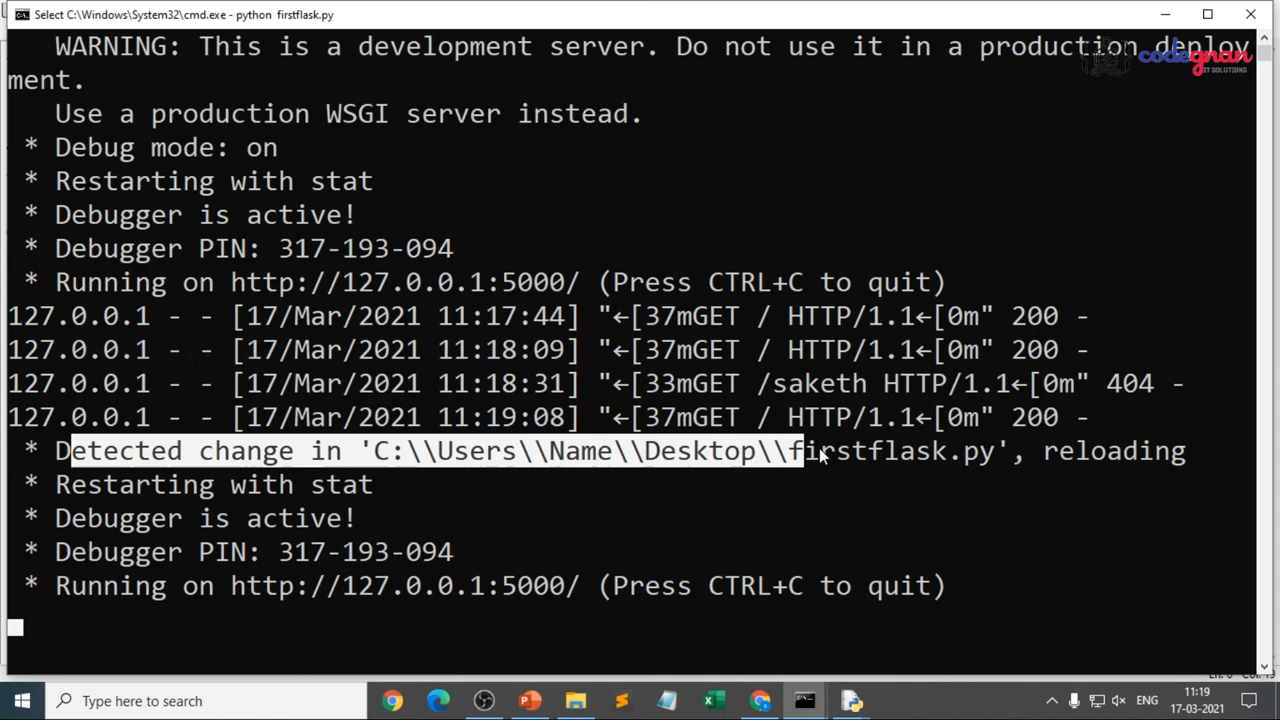 Select C:\Windows\System32\cmd.exe - python firstflask.py
WARNING: This is a development server. Do not use it in a production deploy
ment.
codegnan
IT SOLUTIONS
Use a production WSGI server instead.
* Debug mode: on
* Restarting with stat
* Debugger is active!
* Debugger PIN: 317-193-094
* Running on http://127.0.0.1:5000/ (Press CTRL+C to quit)
127.0.0.1 - - [17/Mar/2021 11:17:44] "←[37mGET / HTTP/1.1←[0m" 200 -
127.0.0.1 - - [17/Mar/2021 11:18:09] "←[37mGET / HTTP/1.1←[0m" 200 -
127.0.0.1 - - [17/Mar/2021 11:18:31] "←[33mGET /saketh HTTP/1.1←[0m" 404 -
127.0.0.1 - - [17/Mar/2021 11:19:08] "←[37mGET / HTTP/1.1←[0m" 200 -
* Detected change in 'C:\\Users\\Name\\Desktop\\firstflask.py', reloading
* Restarting with stat
* Debugger is active!
* Debugger PIN: 317-193-094
* Running on http://127.0.0.1:5000/ (Press CTRL+C to quit)
Type here to search
ENG
11:19
17-03-2021